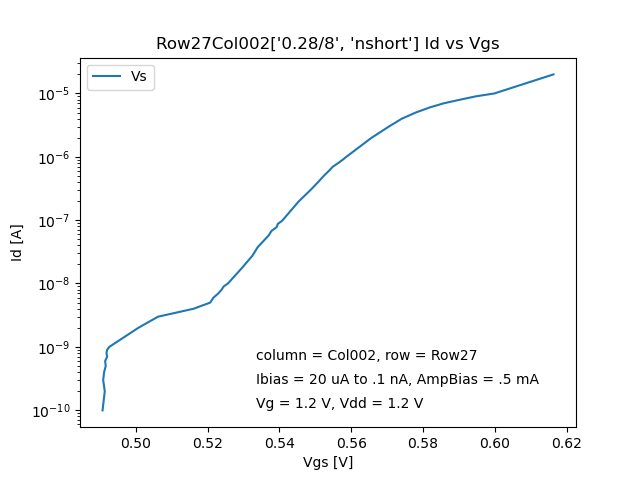 Row27Col002['0.28/8', 'nshort'] Id vs Vgs
Vs
Id [A]
10⁻⁵
10⁻⁶
10⁻⁷
10⁻⁸
10⁻⁹
10⁻¹⁰
column = Col002, row = Row27
Ibias = 20 uA to .1 nA, AmpBias = .5 mA
Vg = 1.2 V, Vdd = 1.2 V
0.50 0.52 0.54 0.56 0.58 0.60 0.62
Vgs [V]